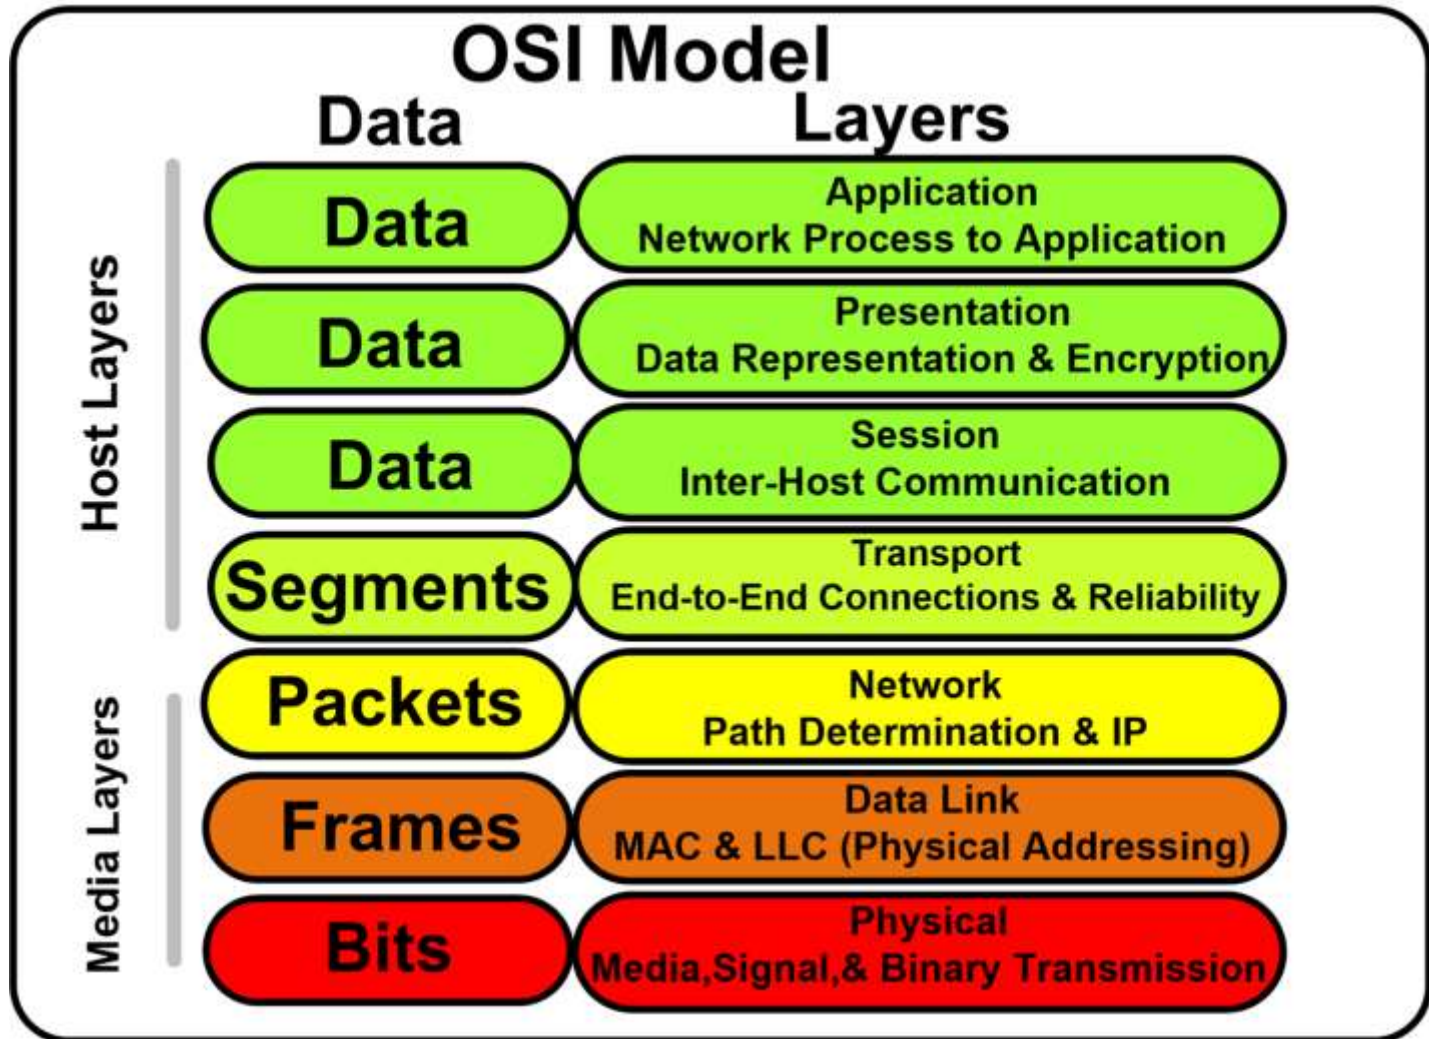 OSI Model
Data
Layers
Host Layers
Data
Application
Network Process to Application
Data
Presentation
Data Representation & Encryption
Data
Session
Inter-Host Communication
Segments
Transport
End-to-End Connections & Reliability
Media Layers
Packets
Network
Path Determination & IP
Frames
Data Link
MAC & LLC (Physical Addressing)
Bits
Physical
Media,Signal,& Binary Transmission